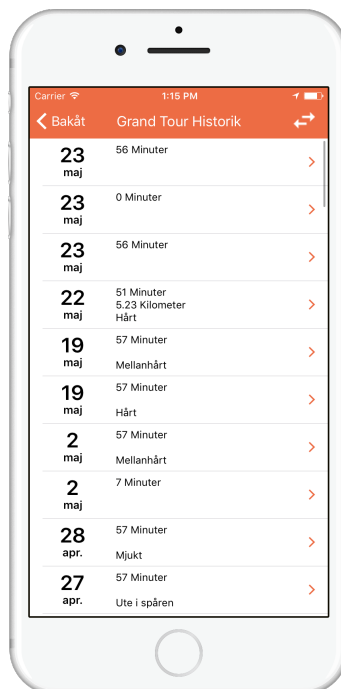 Carrier 1:15 PM
Bakåt Grand Tour Historik
23 56 Minuter
maj
23 0 Minuter
maj
23 56 Minuter
maj
22 51 Minuter
maj 5.23 Kilometer
Hårt
19 57 Minuter
maj Mellanhårt
19 57 Minuter
maj Hårt
2 57 Minuter
maj Mellanhårt
2 7 Minuter
maj
28 57 Minuter
apr. Mjukt
27 57 Minuter
apr. Ute i spåren